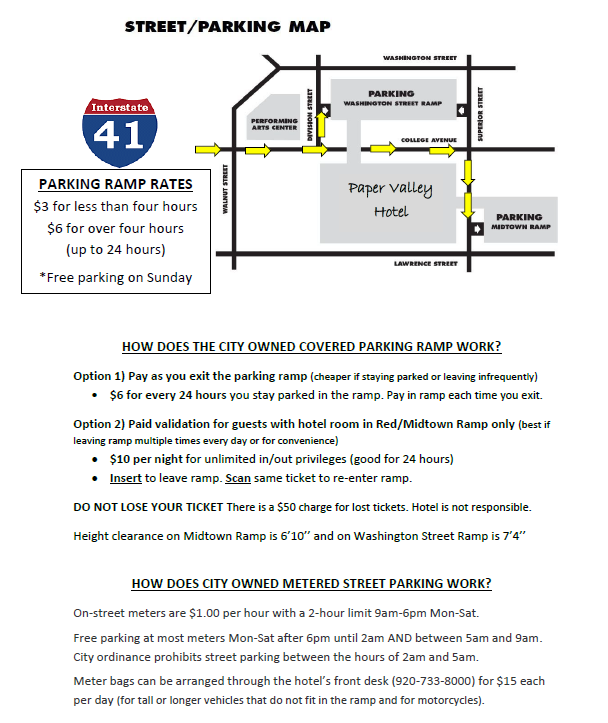 STREET/PARKING MAP
WASHINGTON STREET
Interstate
41
PARKING
WASHINGTON STREET RAMP
PERFORMING
ARTS CENTER
DIVISION STREET
SUPERIOR STREET
COLLEGE AVENUE
WALNUT STREET
Paper Valley
Hotel
PARKING
MIDTOWN RAMP
LAWRENCE STREET
PARKING RAMP RATES
$3 for less than four hours
$6 for over four hours
(up to 24 hours)
*Free parking on Sunday
HOW DOES THE CITY OWNED COVERED PARKING RAMP WORK?
Option 1) Pay as you exit the parking ramp (cheaper if staying parked or leaving infrequently)
• $6 for every 24 hours you stay parked in the ramp. Pay in ramp each time you exit.
Option 2) Paid validation for guests with hotel room in Red/Midtown Ramp only (best if
leaving ramp multiple times every day or for convenience)
• $10 per night for unlimited in/out privileges (good for 24 hours)
• Insert to leave ramp. Scan same ticket to re-enter ramp.
DO NOT LOSE YOUR TICKET There is a $50 charge for lost tickets. Hotel is not responsible.
Height clearance on Midtown Ramp is 6’10’’ and on Washington Street Ramp is 7’4’’
HOW DOES CITY OWNED METERED STREET PARKING WORK?
On-street meters are $1.00 per hour with a 2-hour limit 9am-6pm Mon-Sat.
Free parking at most meters Mon-Sat after 6pm until 2am AND between 5am and 9am.
City ordinance prohibits street parking between the hours of 2am and 5am.
Meter bags can be arranged through the hotel’s front desk (920-733-8000) for $15 each
per day (for tall or longer vehicles that do not fit in the ramp and for motorcycles).